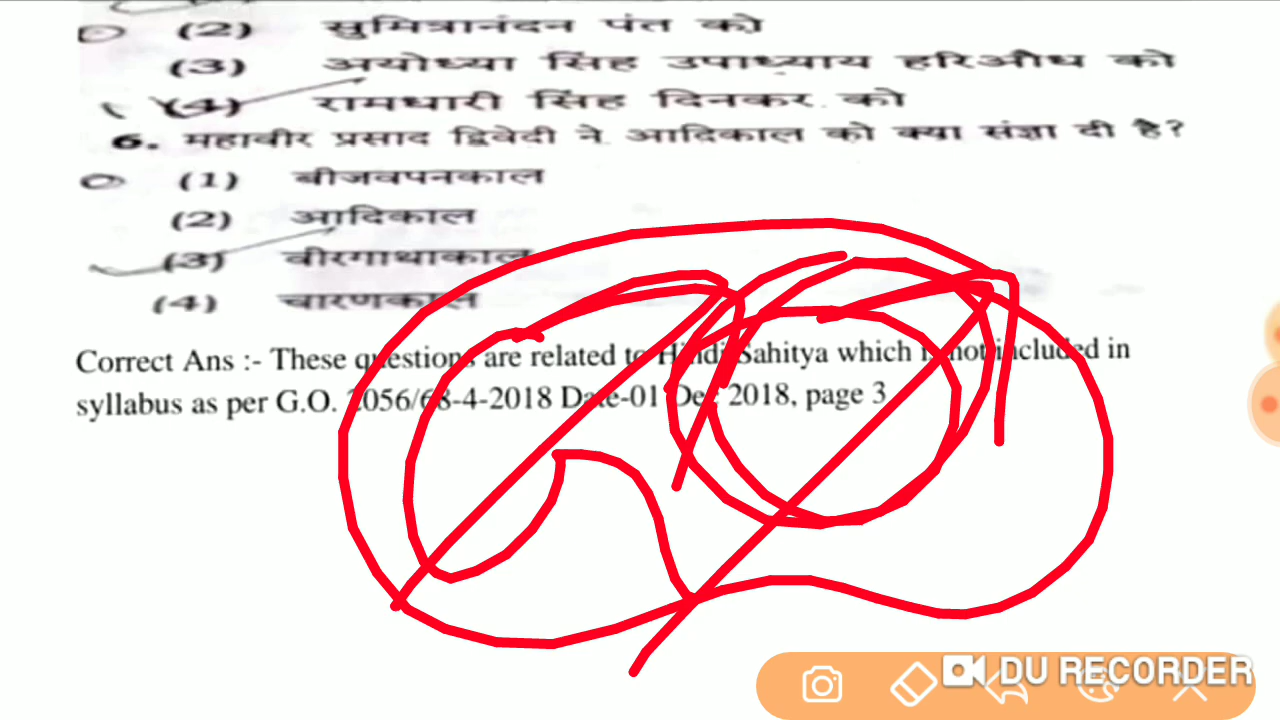 (2) सुमित्रानंदन पंत को
(3) अयोध्या सिंह उपाध्याय हरिऔध को
(4) रामधारी सिंह दिनकर को
6. महावीर प्रसाद द्विवेदी ने आदिकाल को क्या संज्ञा दी है?
(1) बीजवपनकाल
(2) आदिकाल
(3) वीरगाथाकाल
(4) चारणकाल
Correct Ans :- These questions are related to Hindi Sahitya which is not included in
syllabus as per G.O. 2056/68-4-2018 Date-01 Dec 2018, page 3
DU RECORDER